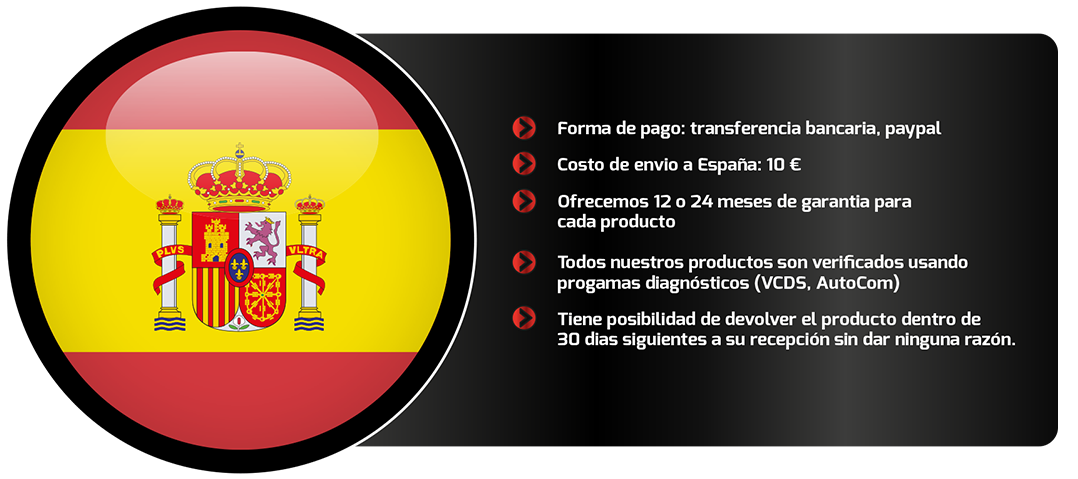 PLVS
VLTRA
Forma de pago: transferencia bancaria, paypal
Costo de envio a España: 10 €
Ofrecemos 12 o 24 meses de garantia para
cada producto
Todos nuestros productos son verificados usando
progamas diagnósticos (VCDS, AutoCom)
Tiene posibilidad de devolver el producto dentro de
30 dias siguientes a su recepción sin dar ninguna razón.